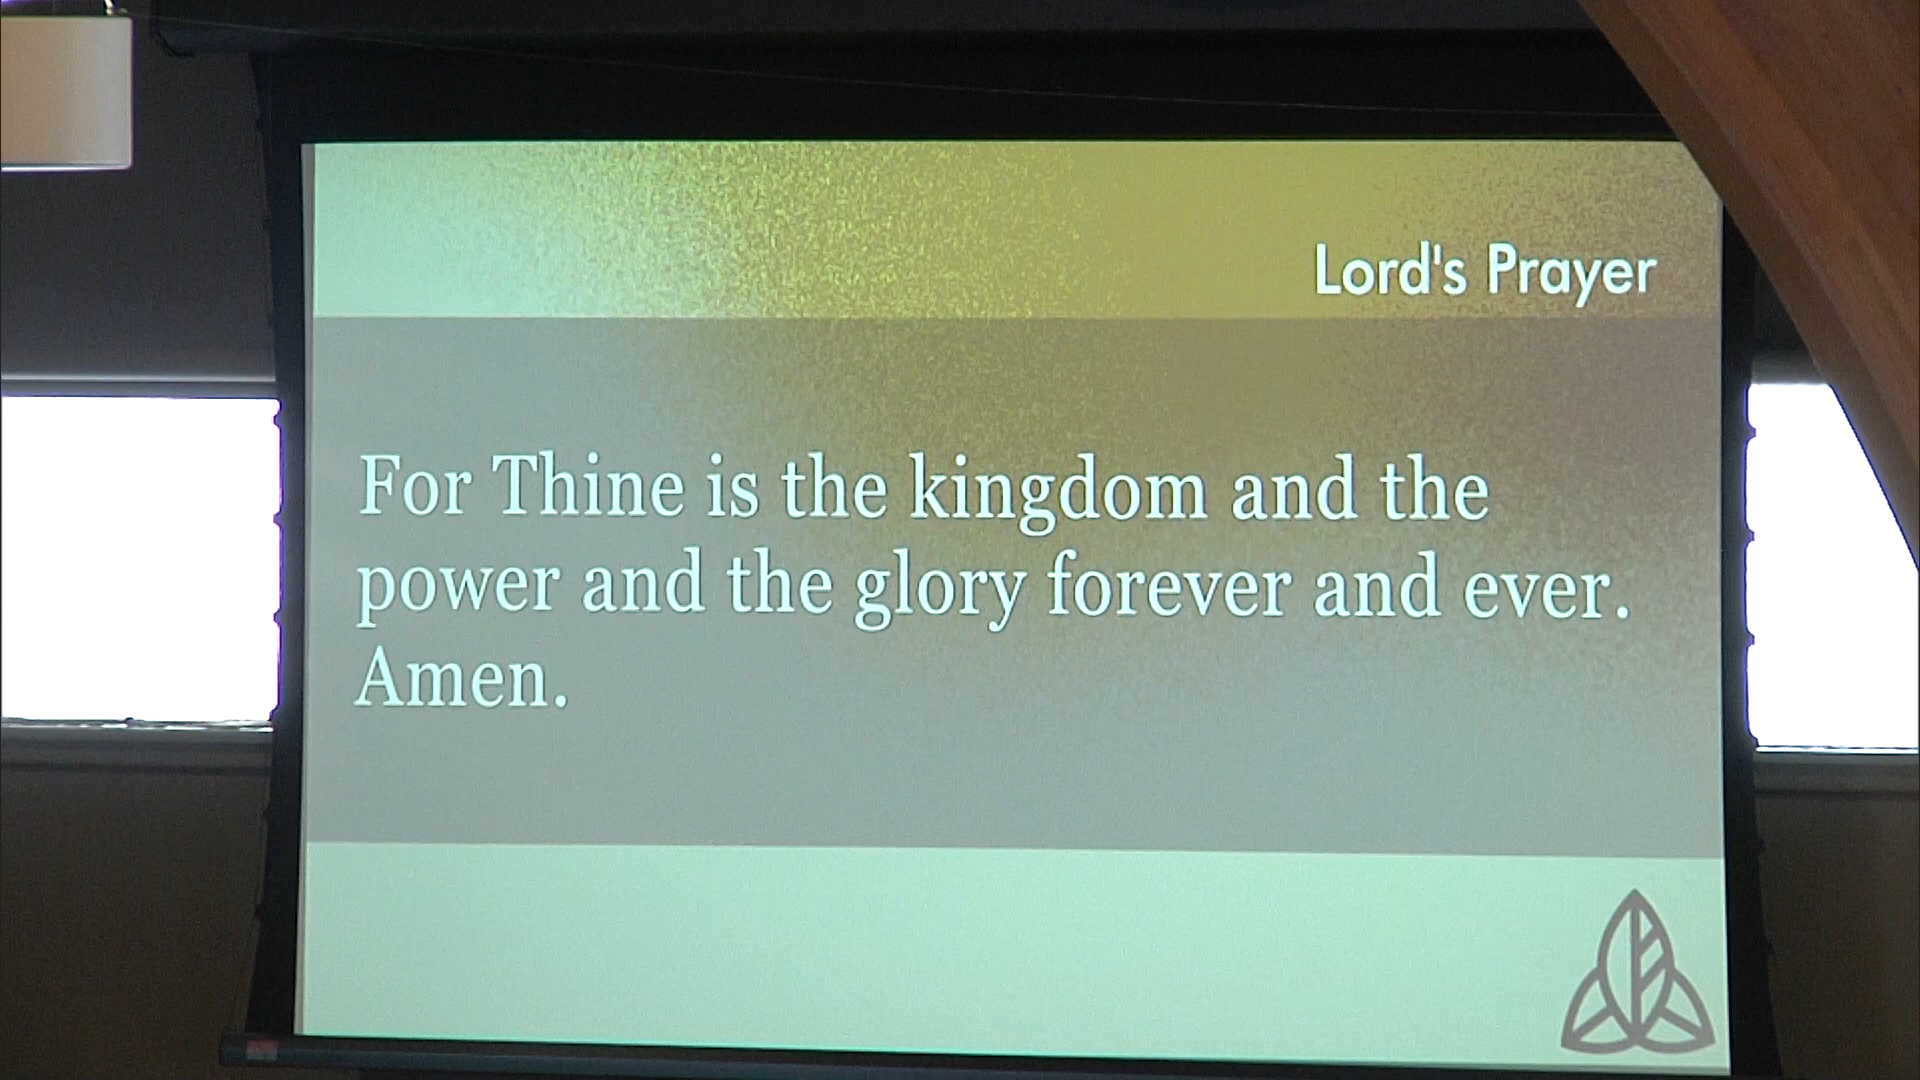 Lord's Prayer
For Thine is the kingdom and the
power and the glory forever and ever.
Amen.